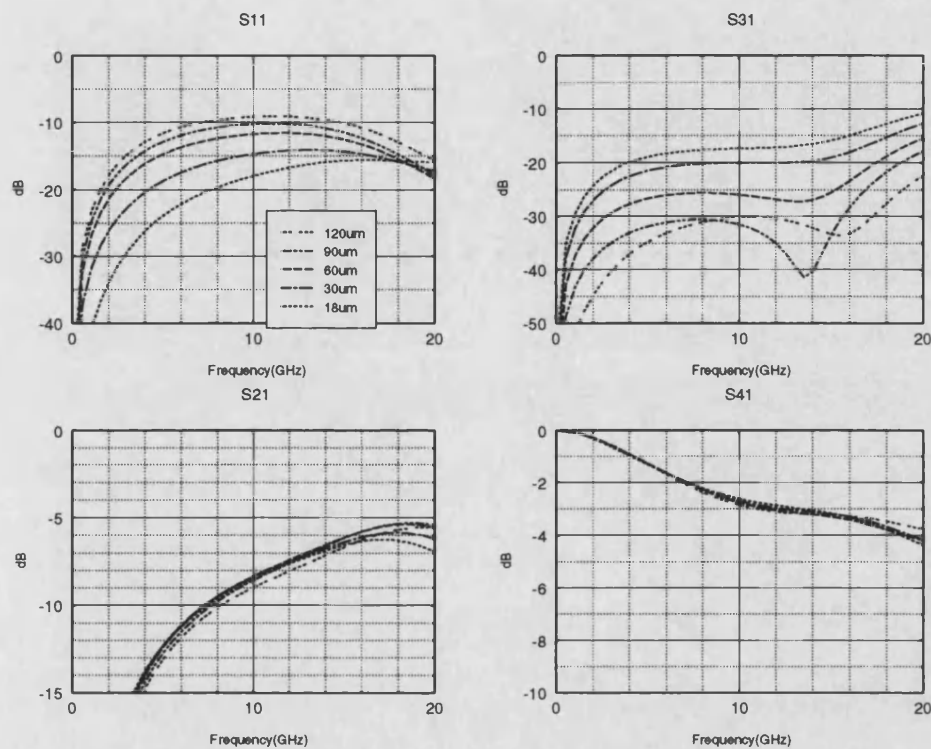 S11
0
-10
-20
-30
-40
dB
0
10
20
Frequency(GHz)
120um
90um
60um
30um
18um
S31
0
-10
-20
-30
-40
-50
dB
0
10
20
Frequency(GHz)
S21
0
-5
-10
-15
dB
0
10
20
Frequency(GHz)
S41
0
-2
-4
-6
-8
-10
dB
0
10
20
Frequency(GHz)